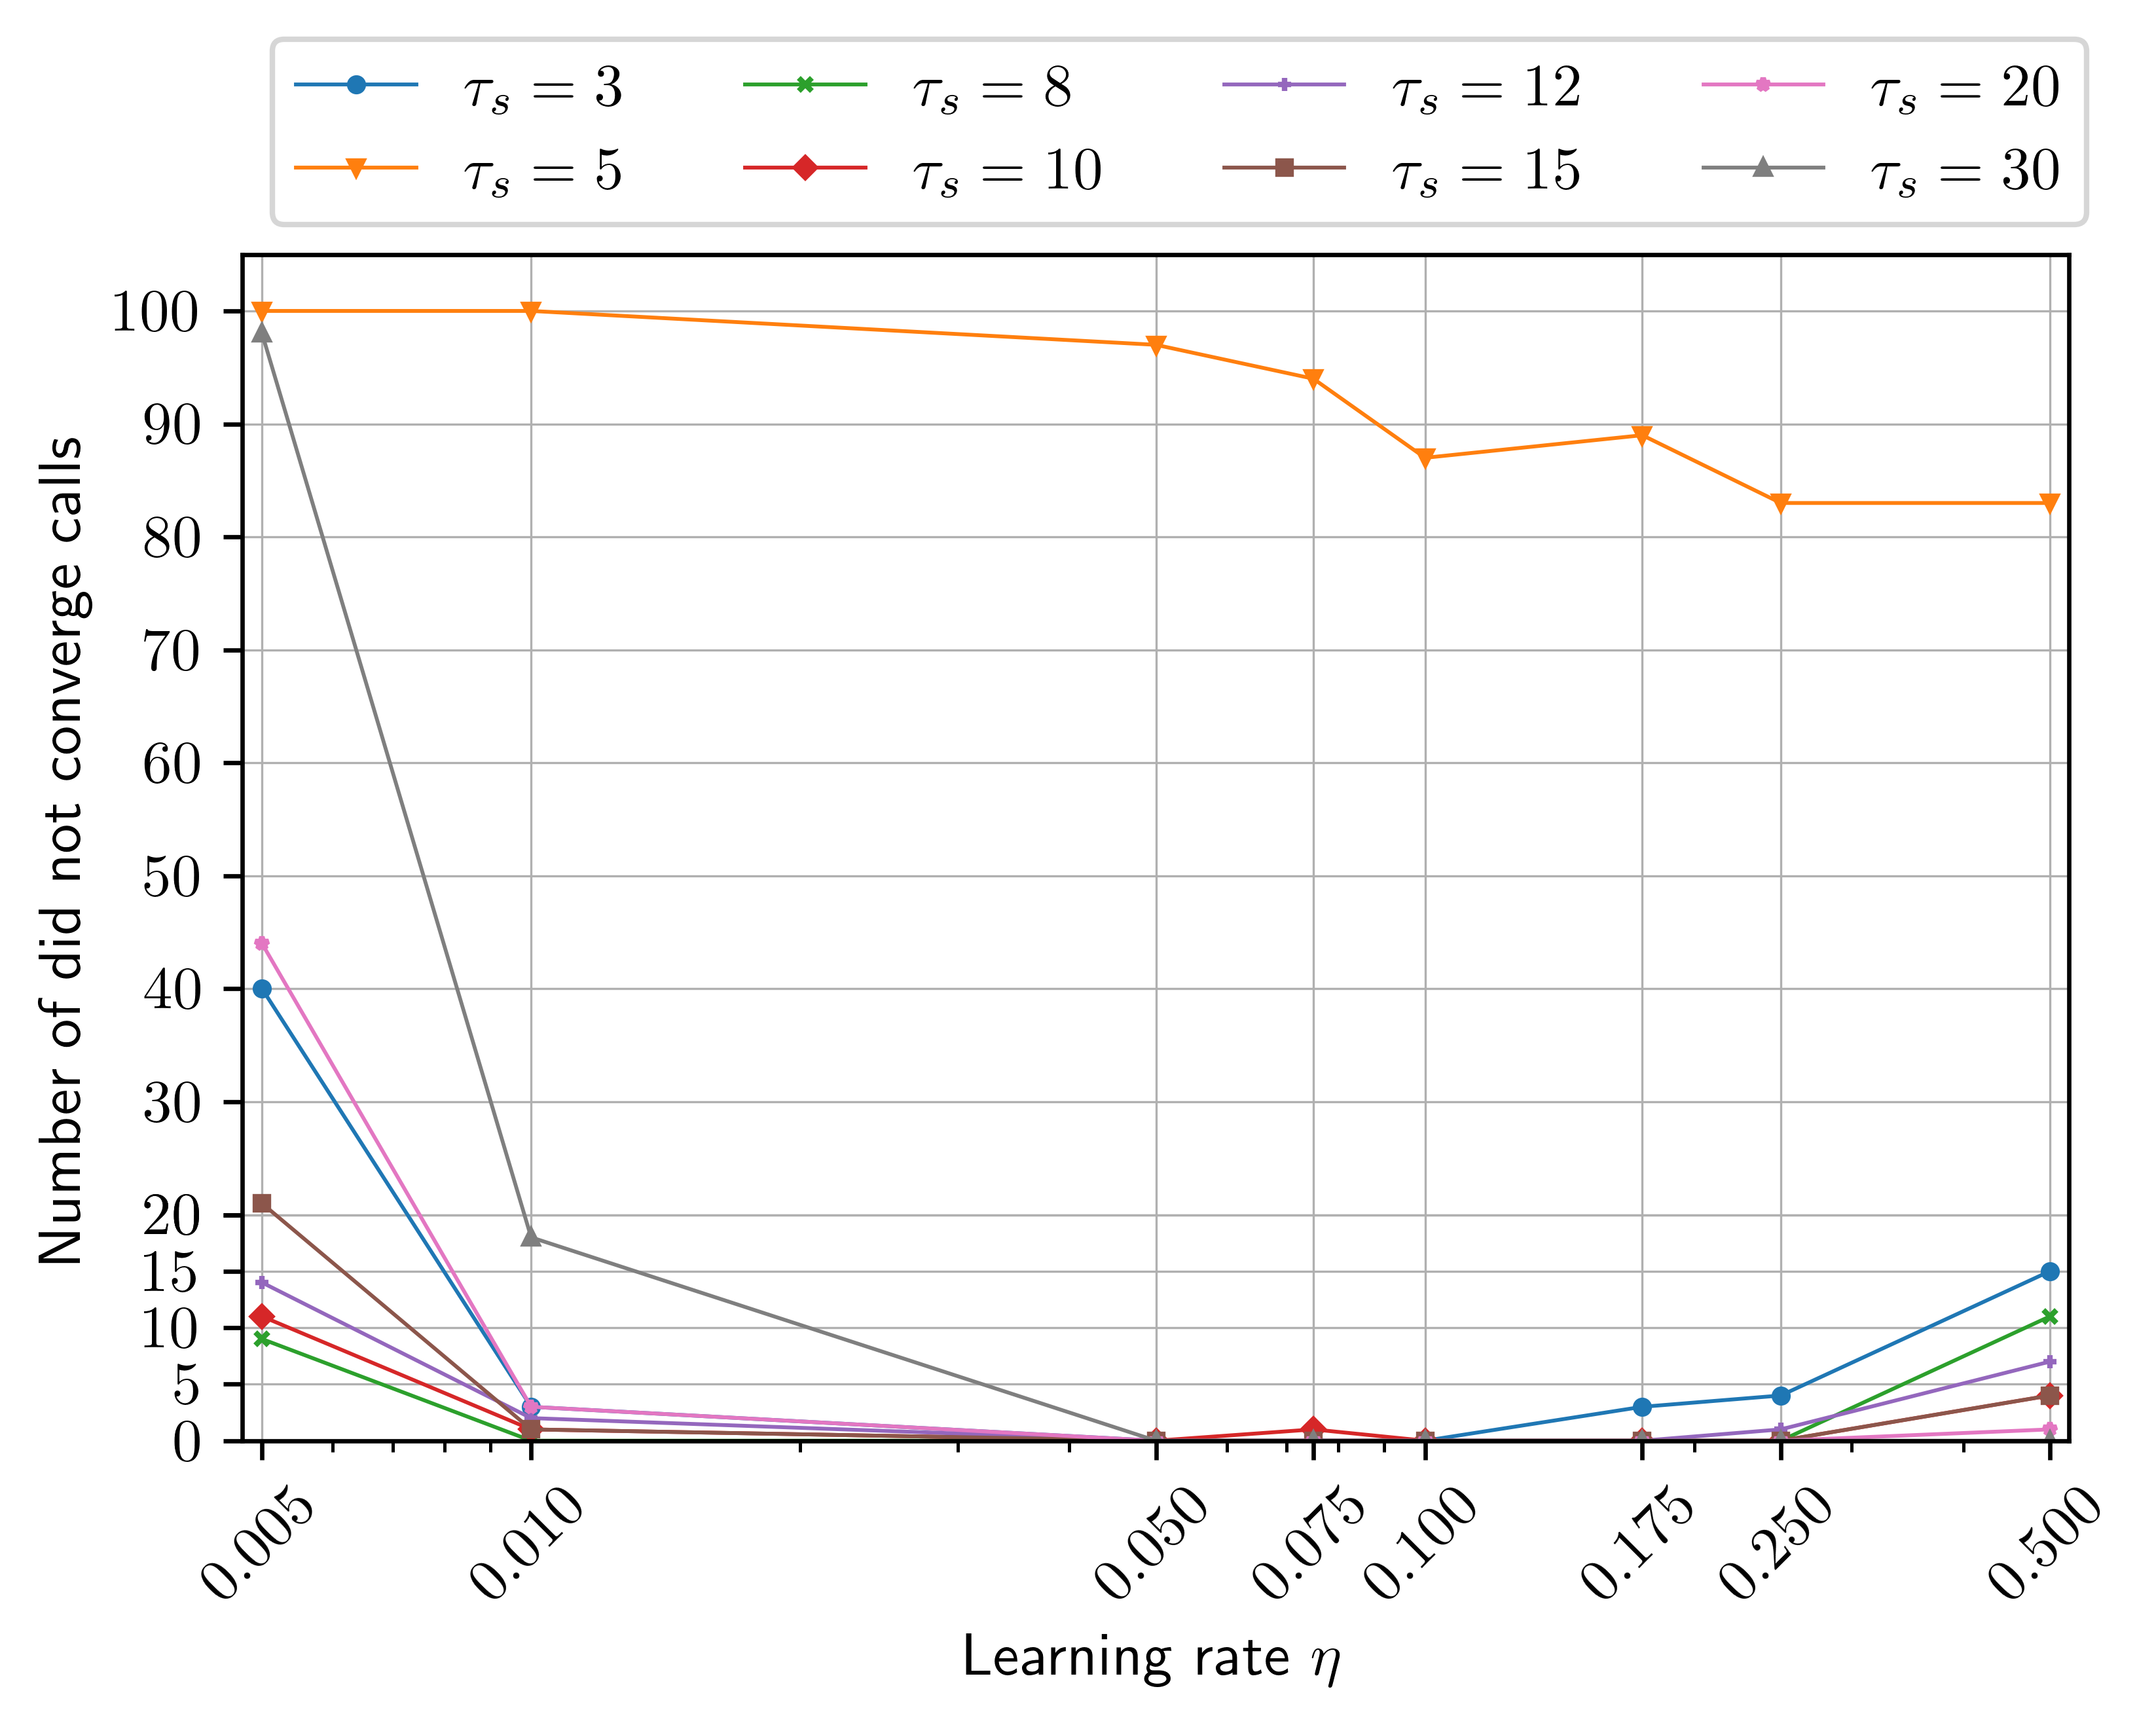 τs = 3 τs = 8 τs = 12 τs = 20
τs = 5 τs = 10 τs = 15 τs = 30
Number of did not converge calls
100
90
80
70
60
50
40
30
20
15
10
5
0
0.005 0.010 0.050 0.075 0.100 0.175 0.250 0.500
Learning rate η